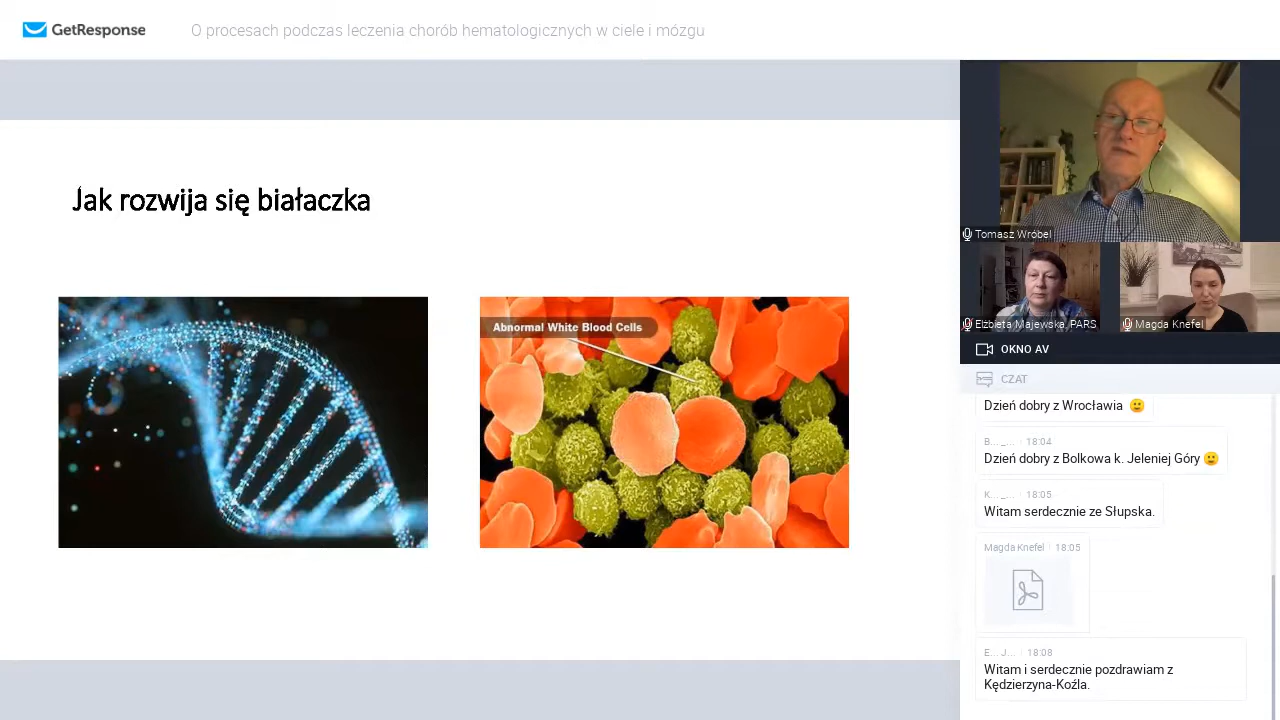 GetResponse
O procesach podczas leczenia chorób hematologicznych w ciele i mózgu
Jak rozwija się białaczka
Abnormal White Blood Cells
Tomasz Wróbel
Elżbieta Majewska, PARS
Magda Knefel
OKNO AV
CZAT
Dzień dobry z Wrocławia 🙂
B... _... 18:04
Dzień dobry z Bolkowa k. Jeleniej Góry 🙂
K... _... 18:05
Witam serdecznie ze Słupska.
Magda Knefel 18:05
E... J... 18:08
Witam i serdecznie pozdrawiam z
Kędzierzyna-Koźla.